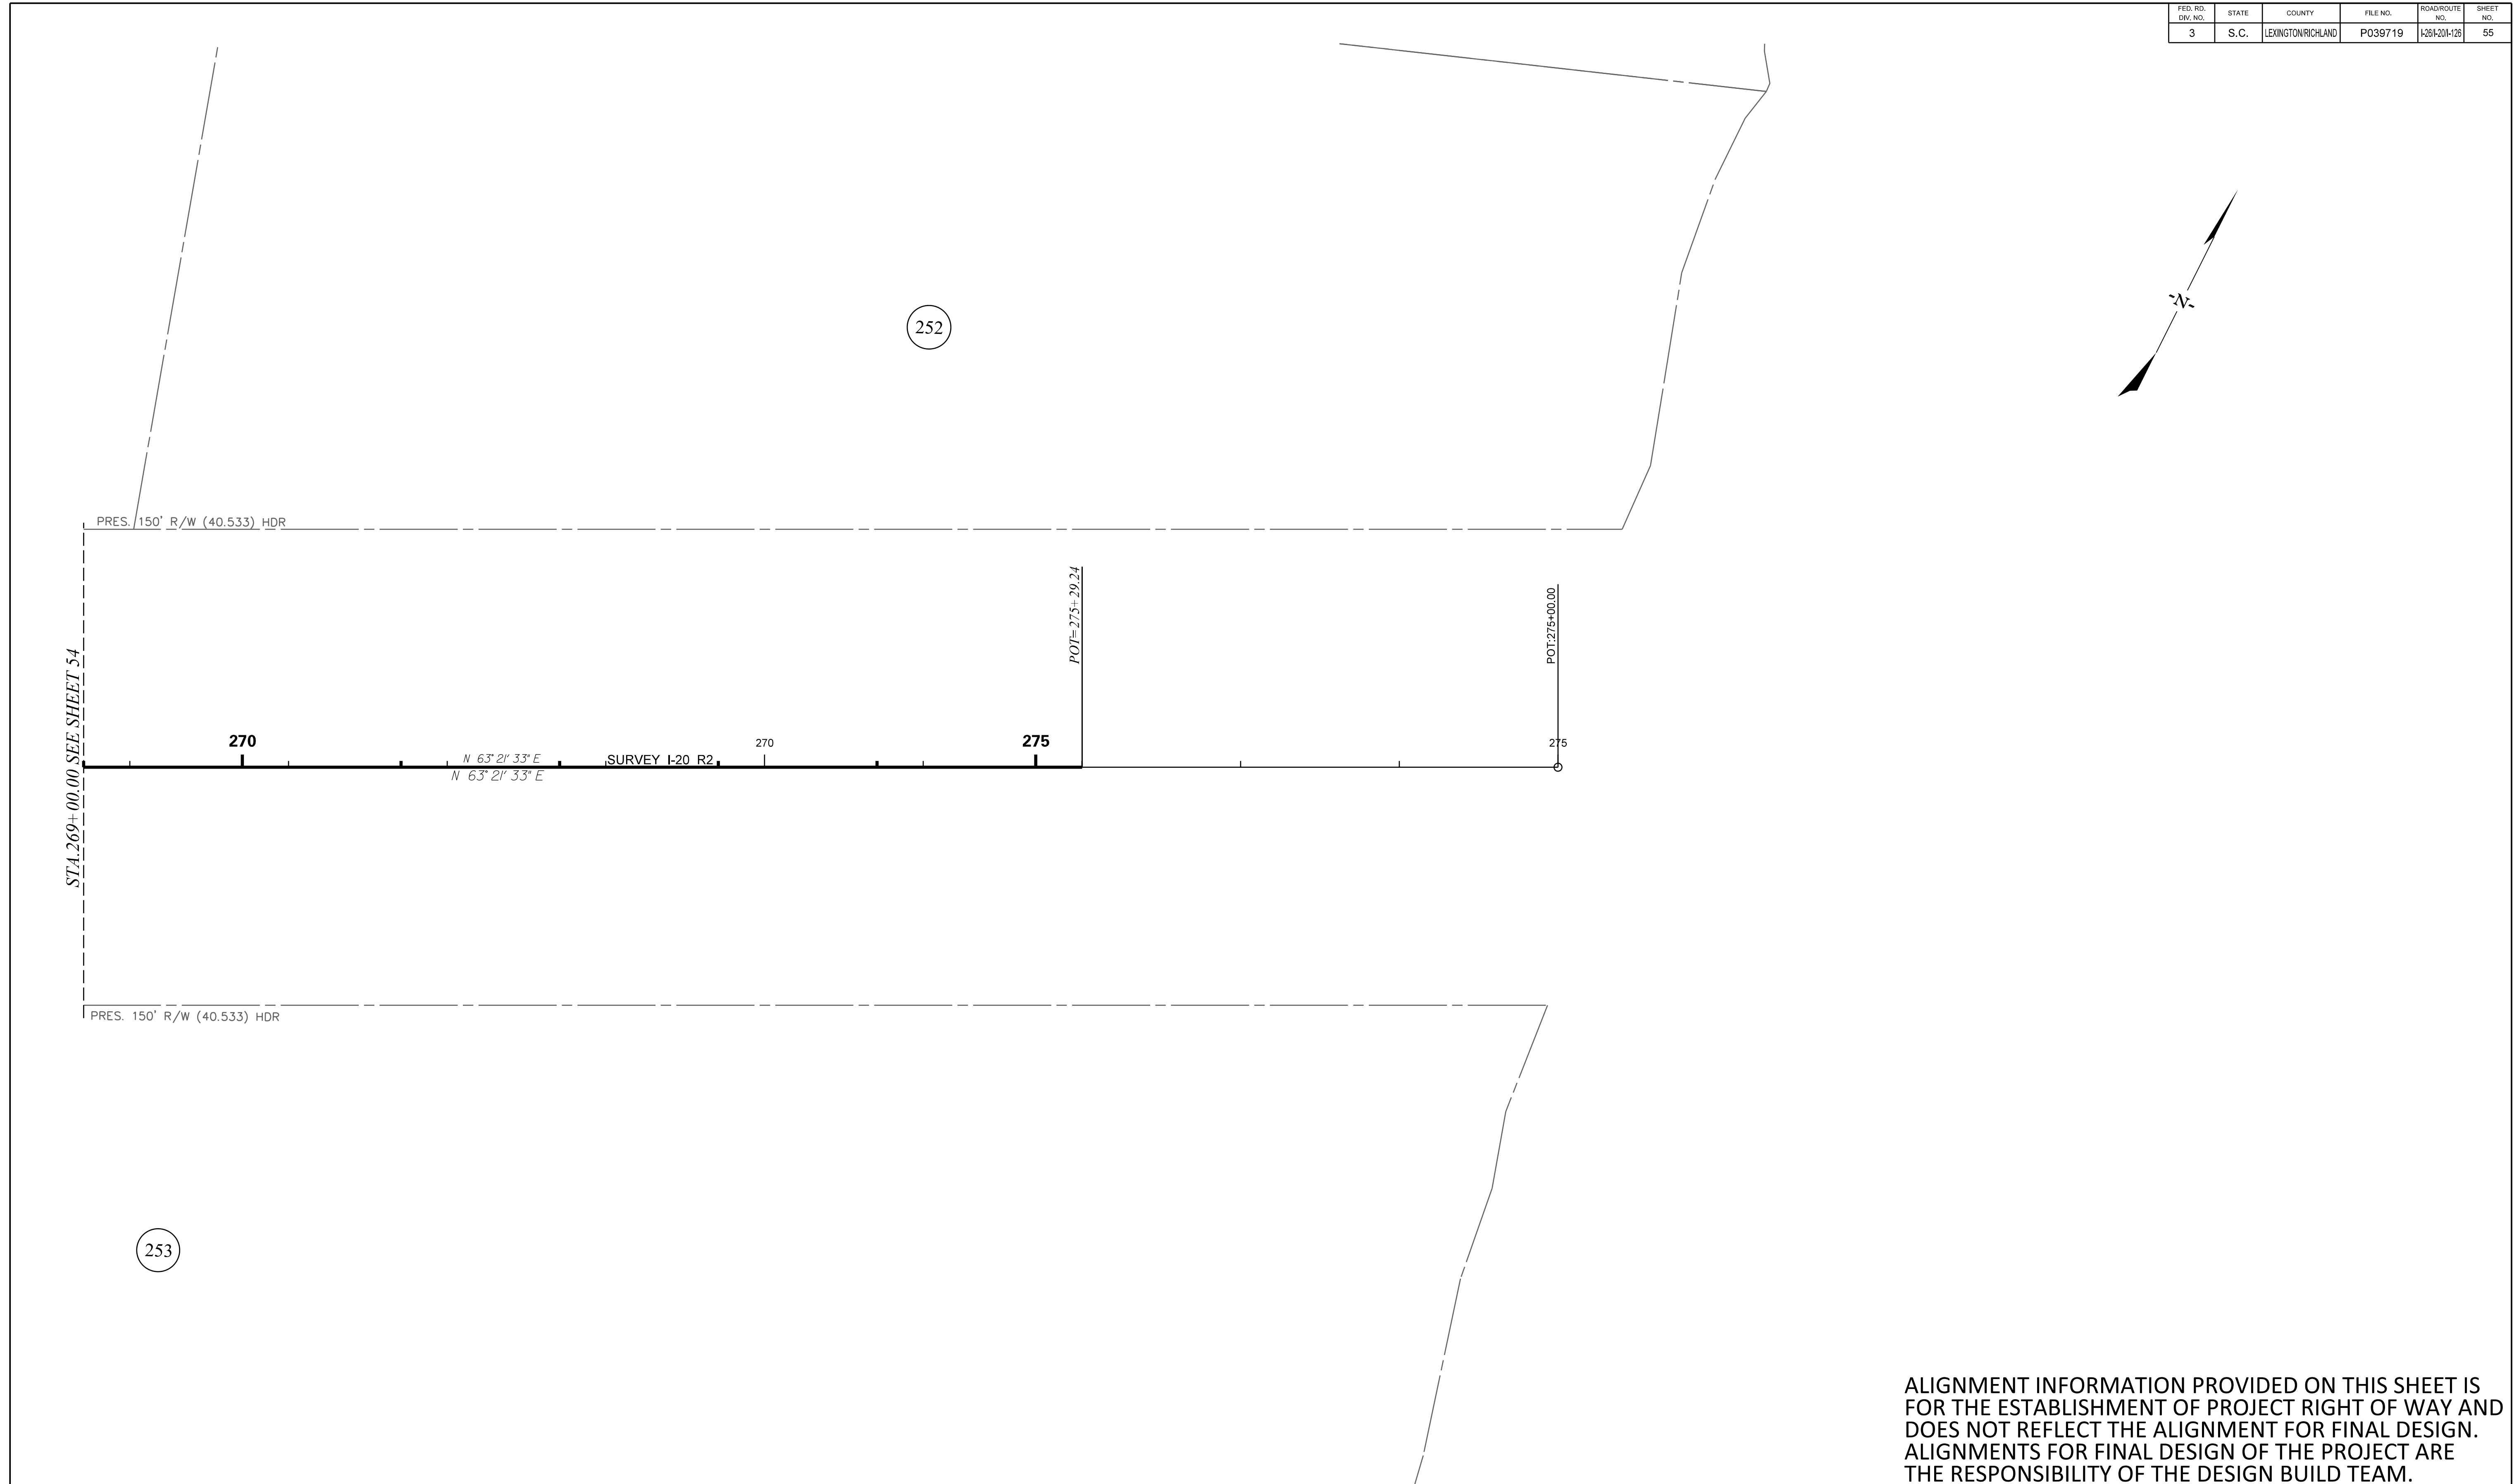 FED. RD. DIV. NO. STATE COUNTY FILE NO. ROAD/ROUTE NO. SHEET NO.
3 S.C. LEXINGTON/RICHLAND P039719 I-26/I-20/I-126 55
-N-
252
PRES. 150' R/W (40.533) HDR
POT= 275+ 29.24
POT:275+00.00
STA.269+ 00.00 SEE SHEET 54
270 270 275 275
N 63° 21' 33" E SURVEY I-20 R2
N 63° 21' 33" E
PRES. 150' R/W (40.533) HDR
253
ALIGNMENT INFORMATION PROVIDED ON THIS SHEET IS
FOR THE ESTABLISHMENT OF PROJECT RIGHT OF WAY AND
DOES NOT REFLECT THE ALIGNMENT FOR FINAL DESIGN.
ALIGNMENTS FOR FINAL DESIGN OF THE PROJECT ARE
THE RESPONSIBILITY OF THE DESIGN BUILD TEAM.